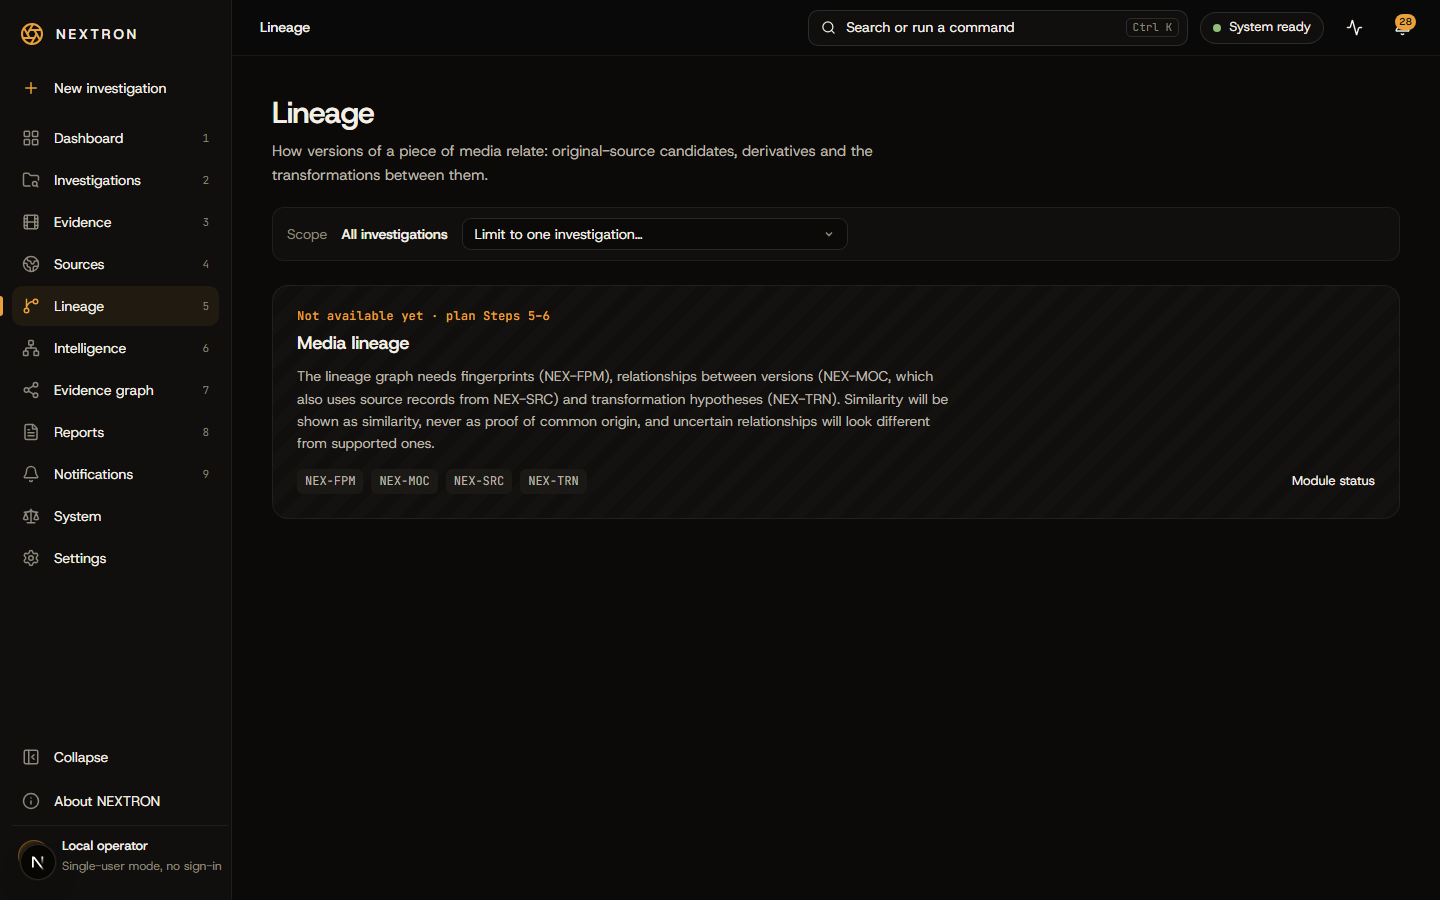 NEXTRON
New investigation
Dashboard 1
Investigations 2
Evidence 3
Sources 4
Lineage 5
Intelligence 6
Evidence graph 7
Reports 8
Notifications 9
System
Settings
Collapse
About NEXTRON
N
Local operator
Single-user mode, no sign-in
Lineage
Search or run a command Ctrl K
System ready
28
Lineage
How versions of a piece of media relate: original-source candidates, derivatives and the
transformations between them.
Scope All investigations Limit to one investigation...
Not available yet · plan Steps 5–6
Media lineage
The lineage graph needs fingerprints (NEX-FPM), relationships between versions (NEX-MOC, which
also uses source records from NEX-SRC) and transformation hypotheses (NEX-TRN). Similarity will be
shown as similarity, never as proof of common origin, and uncertain relationships will look different
from supported ones.
NEX-FPM NEX-MOC NEX-SRC NEX-TRN
Module status